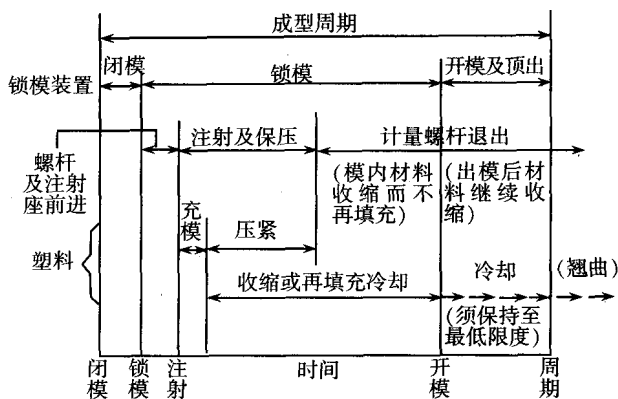 成型周期
闭模
锁模
开模及顶出
锁模装置
注射及保压
计量螺杆退出
螺杆
及注射
座前进
(模内材料
收缩而不
再填充)
(出模后材
料继续收
缩)
充
模
压紧
塑料
收缩或再填充冷却
冷却
(翘曲)
(须保持至
最低限度)
闭
模
锁
模
注
射
时间
开
模
周
期